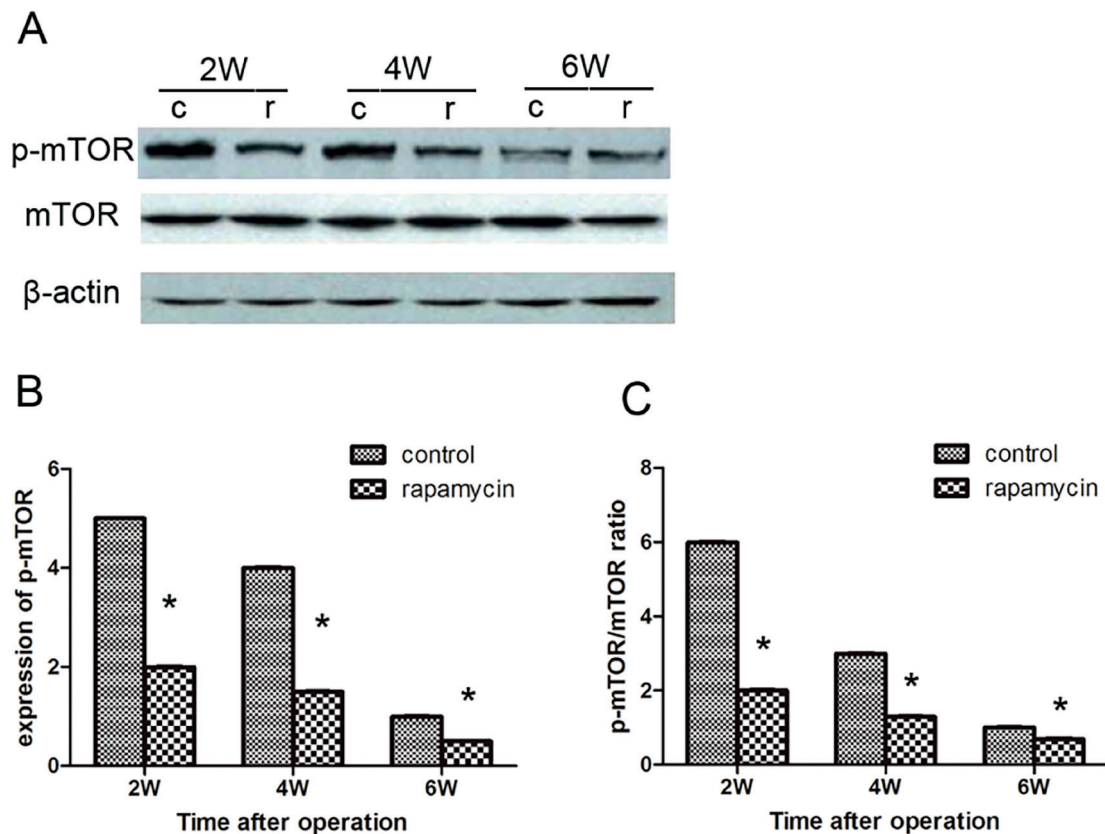 A
2W 4W 6W
c r c r c r
p-mTOR
mTOR
β-actin
B
control
rapamycin
expression of p-mTOR
6
4
2
0
* * *
2W 4W 6W
Time after operation
C
control
rapamycin
p-mTOR/mTOR ratio
8
6
4
2
0
* * *
2W 4W 6W
Time after operation